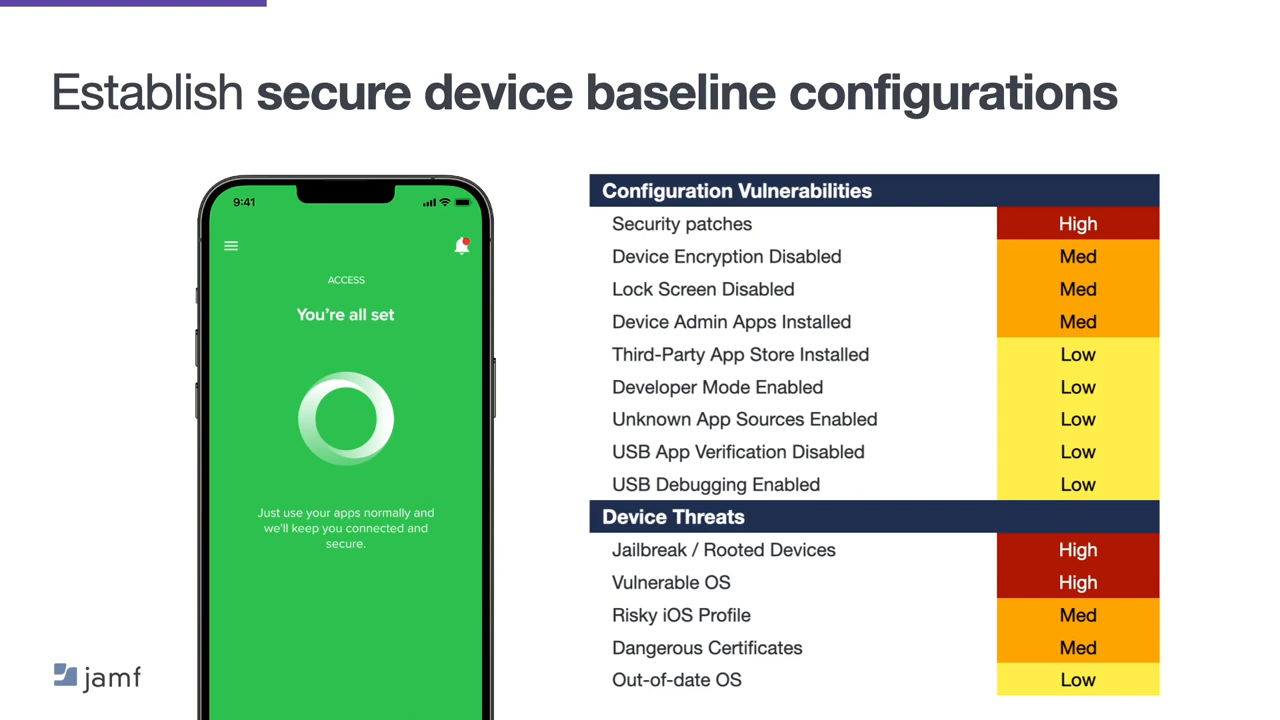 Establish secure device baseline configurations
9:41
ACCESS
You're all set
Just use your apps normally and
we'll keep you connected and
secure.
Configuration Vulnerabilities
Security patches High
Device Encryption Disabled Med
Lock Screen Disabled Med
Device Admin Apps Installed Med
Third-Party App Store Installed Low
Developer Mode Enabled Low
Unknown App Sources Enabled Low
USB App Verification Disabled Low
USB Debugging Enabled Low
Device Threats
Jailbreak / Rooted Devices High
Vulnerable OS High
Risky iOS Profile Med
Dangerous Certificates Med
Out-of-date OS Low
jamf